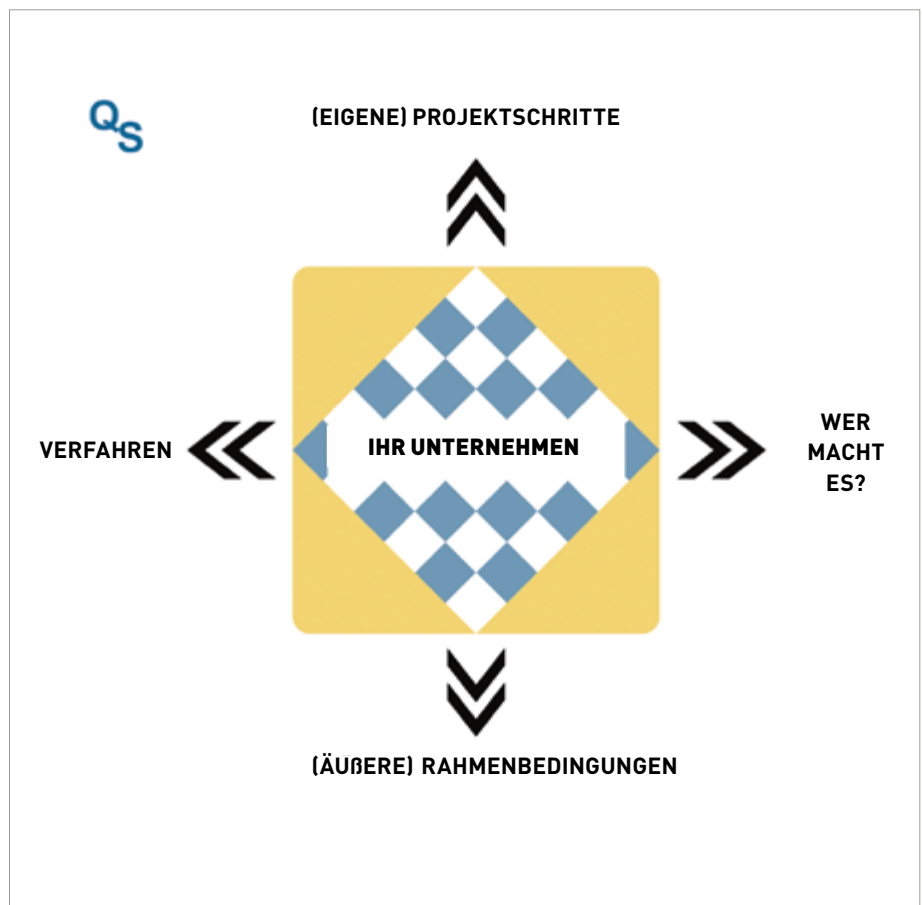 QS
(EIGENE) PROJEKTSCHRITTE
VERFAHREN
IHR UNTERNEHMEN
WER
MACHT
ES?
(ÄUßERE) RAHMENBEDINGUNGEN